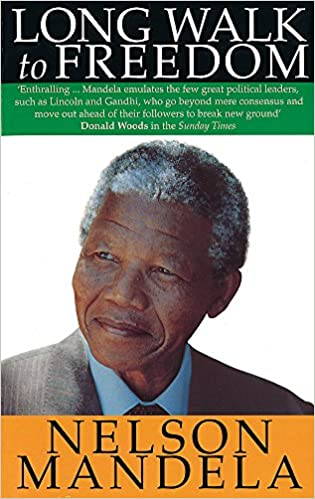 LONG WALK
to FREEDOM
‘Enthralling ... Mandela emulates the few great political leaders,
such as Lincoln and Gandhi, who go beyond mere consensus and
move out ahead of their followers to break new ground’
Donald Woods in the Sunday Times
NELSON
MANDELA